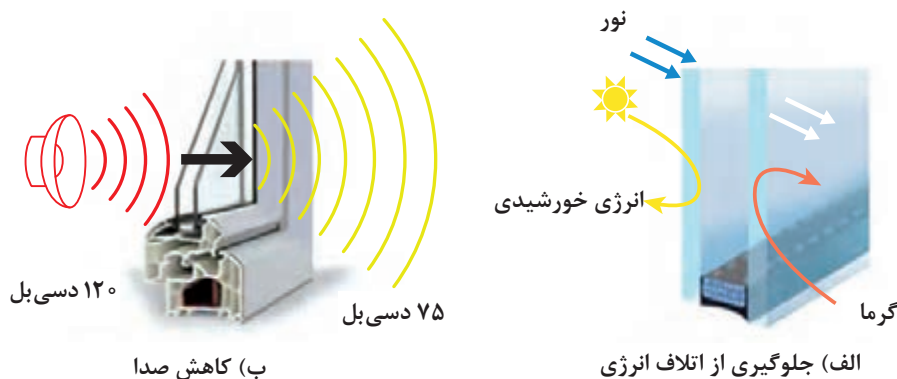 نور
انرژی خورشیدی
گرما
الف) جلوگیری از اتلاف انرژی
۱۲۰ دسی‌بل
۷۵ دسی‌بل
ب) کاهش صدا